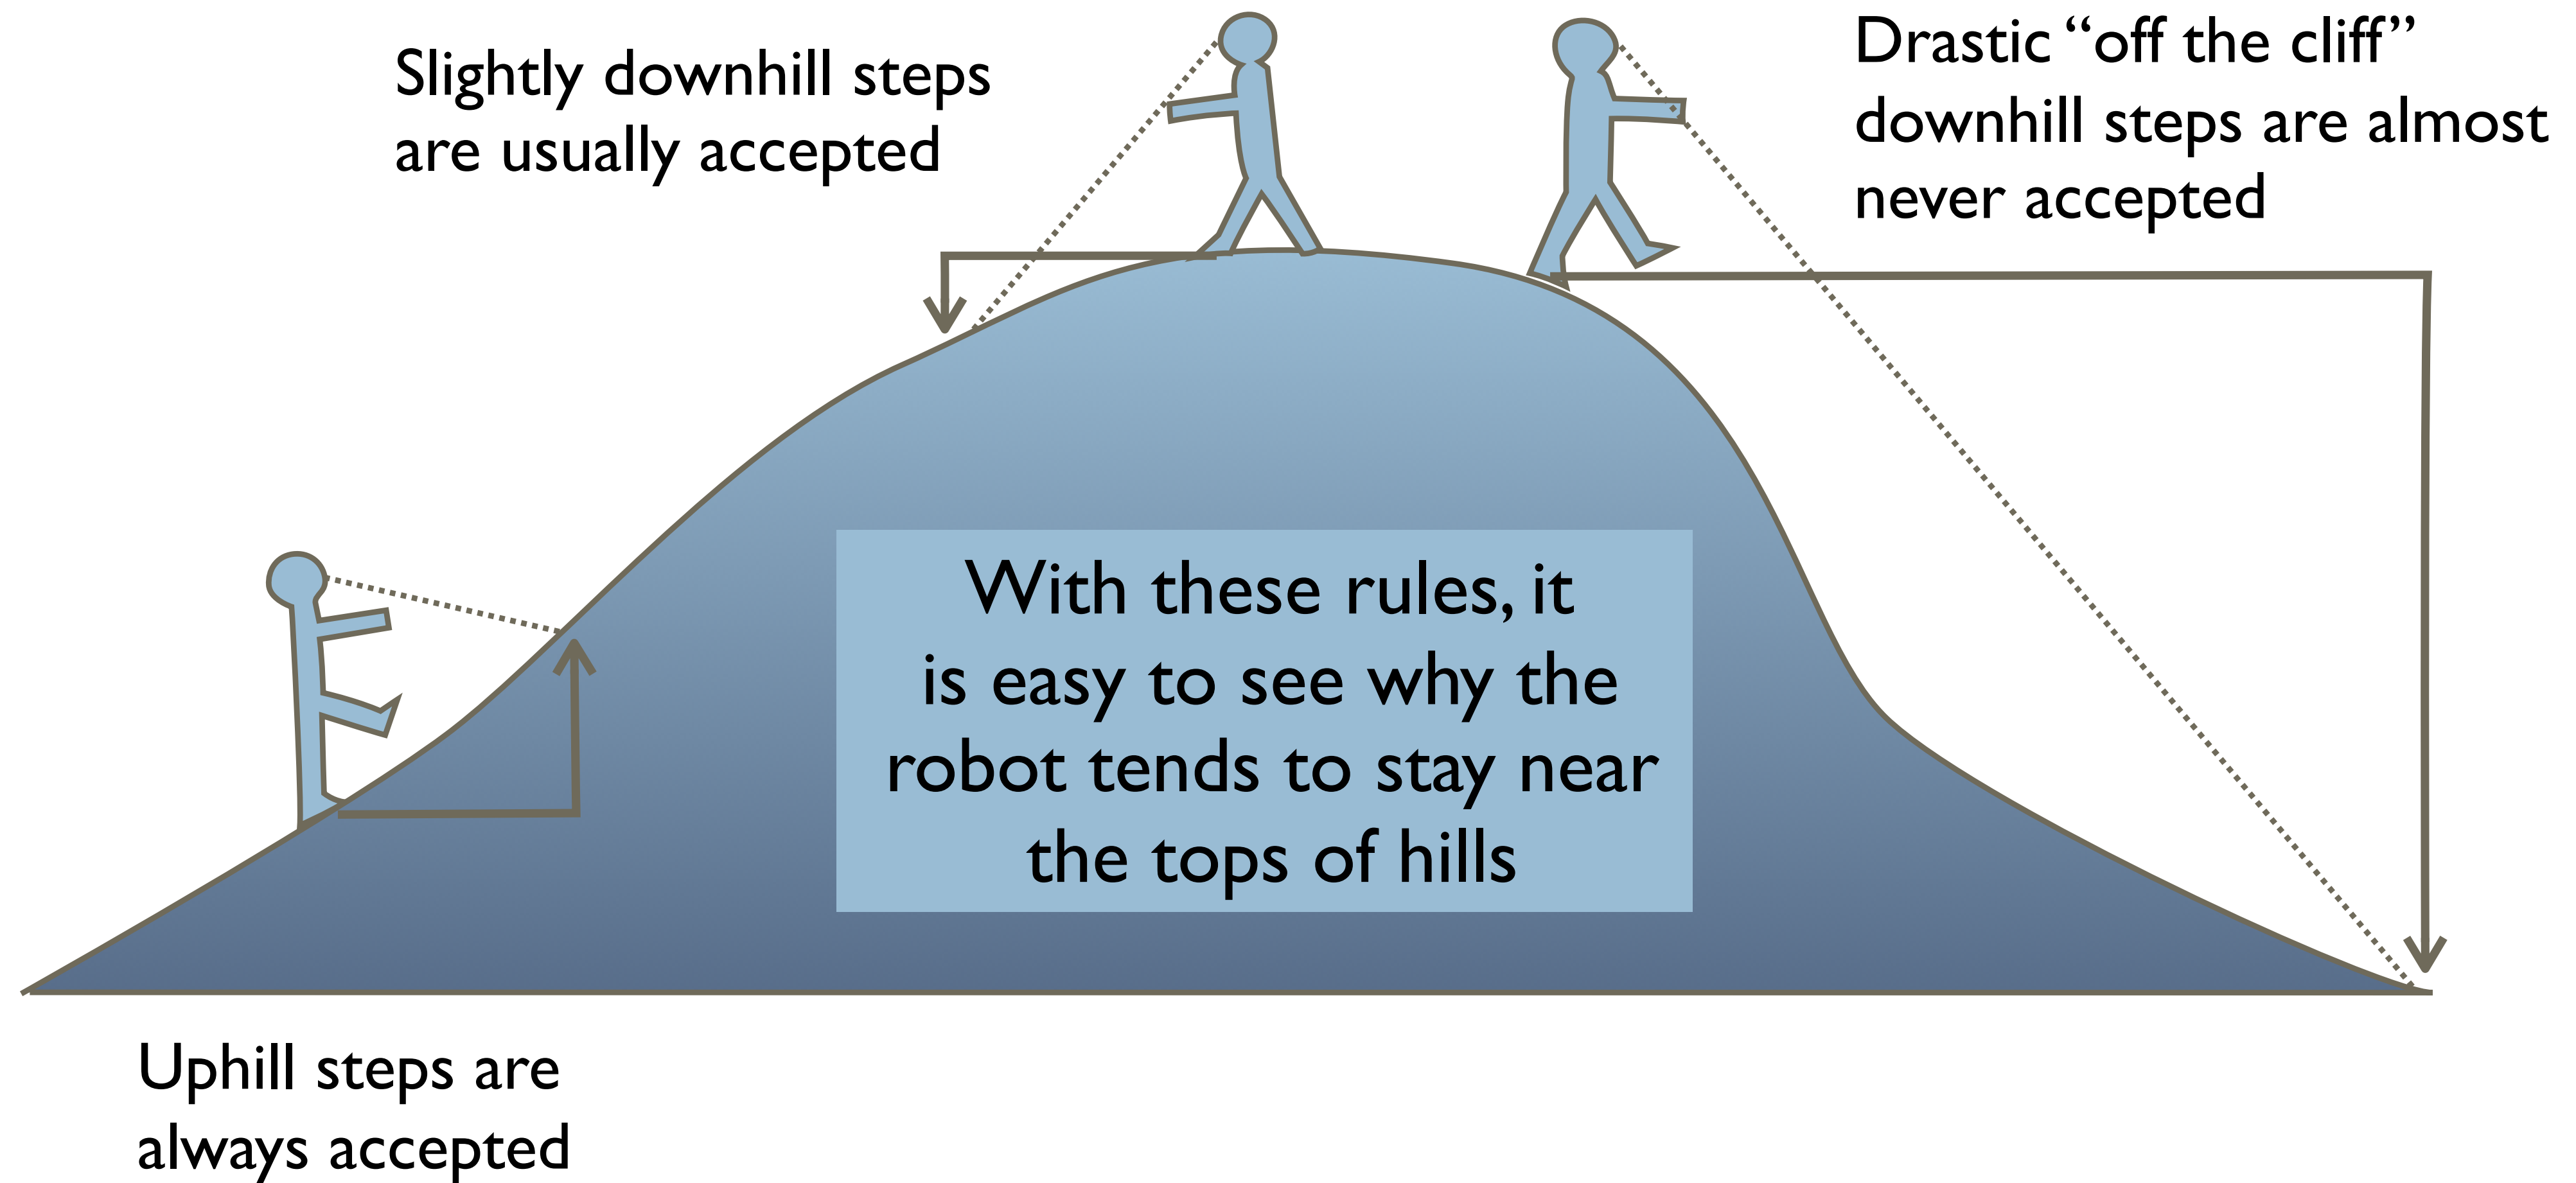 Slightly downhill steps
are usually accepted
Drastic “off the cliff”
downhill steps are almost
never accepted
With these rules, it
is easy to see why the
robot tends to stay near
the tops of hills
Uphill steps are
always accepted